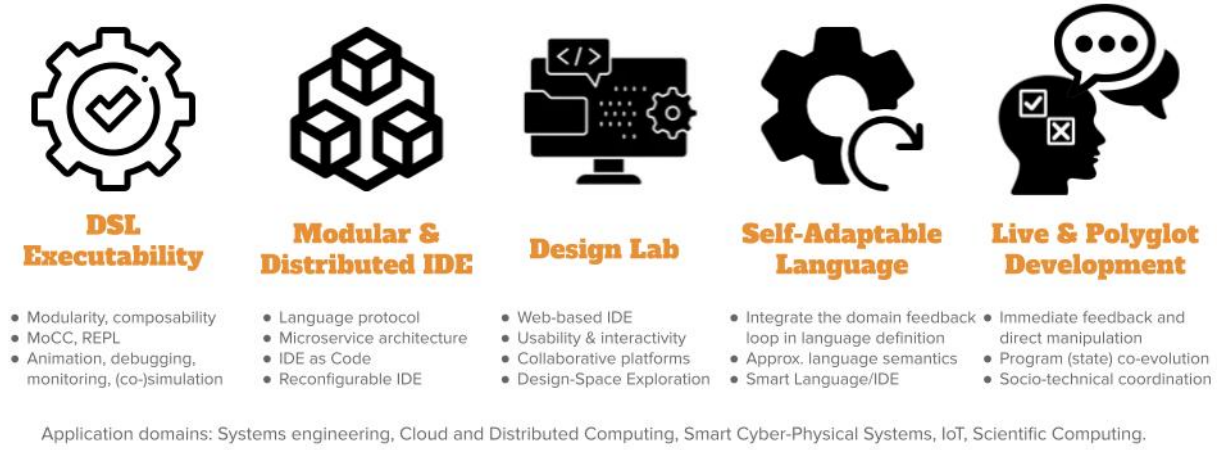 </>
DSL
Executability
● Modularity, composability
● MoCC, REPL
● Animation, debugging,
monitoring, (co-)simulation
Modular &
Distributed IDE
● Language protocol
● Microservice architecture
● IDE as Code
● Reconfigurable IDE
Design Lab
● Web-based IDE
● Usability & interactivity
● Collaborative platforms
● Design-Space Exploration
Self-Adaptable
Language
● Integrate the domain feedback
loop in language definition
● Approx. language semantics
● Smart Language/IDE
Live & Polyglot
Development
● Immediate feedback and
direct manipulation
● Program (state) co-evolution
● Socio-technical coordination
Application domains: Systems engineering, Cloud and Distributed Computing, Smart Cyber-Physical Systems, IoT, Scientific Computing.